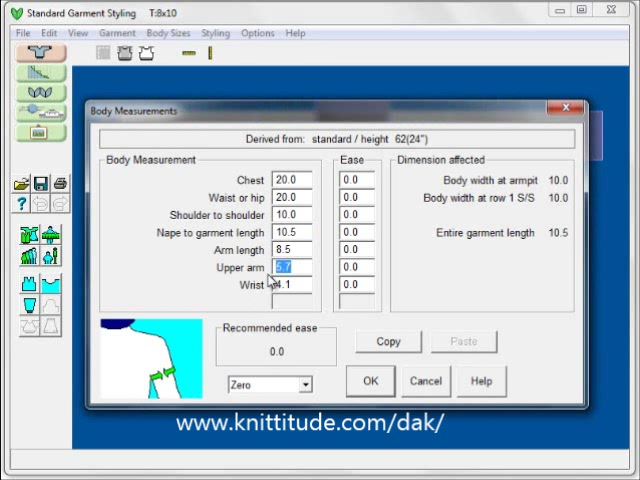 Standard Garment Styling T:8x10
File Edit View Garment Body Sizes Styling Options Help
Body Measurements
Derived from: standard / height 62(24")
Body Measurement Ease Dimension affected
Chest 20.0 0.0 Body width at armpit 10.0
Waist or hip 20.0 0.0 Body width at row 1 S/S 10.0
Shoulder to shoulder 10.0 0.0
Nape to garment length 10.5 0.0 Entire garment length 10.5
Arm length 8.5 0.0
Upper arm 5.7 0.0
Wrist 4.1 0.0
Recommended ease
0.0
Copy Paste
Zero OK Cancel Help
www.knittitude.com/dak/